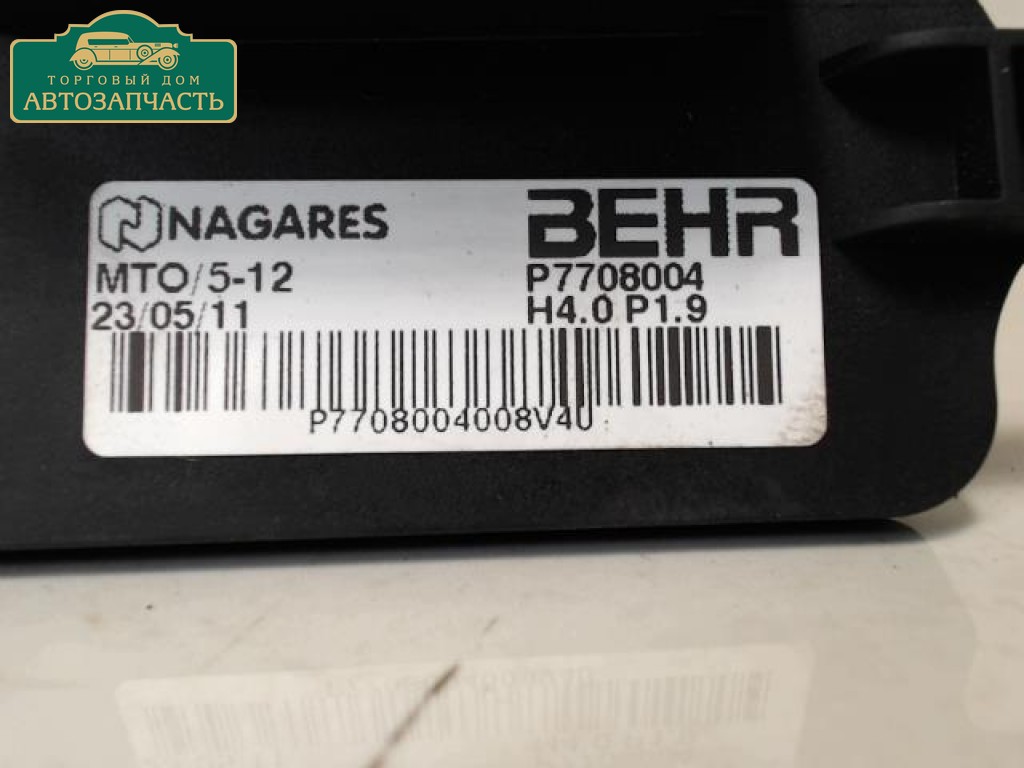 ТОРГОВЫЙ ДОМ
АВТОЗАПЧАСТЬ
NAGARES
BEHR
MTO/5-12
P7708004
23/05/11
H4.0 P1.9
P7708004008V4U